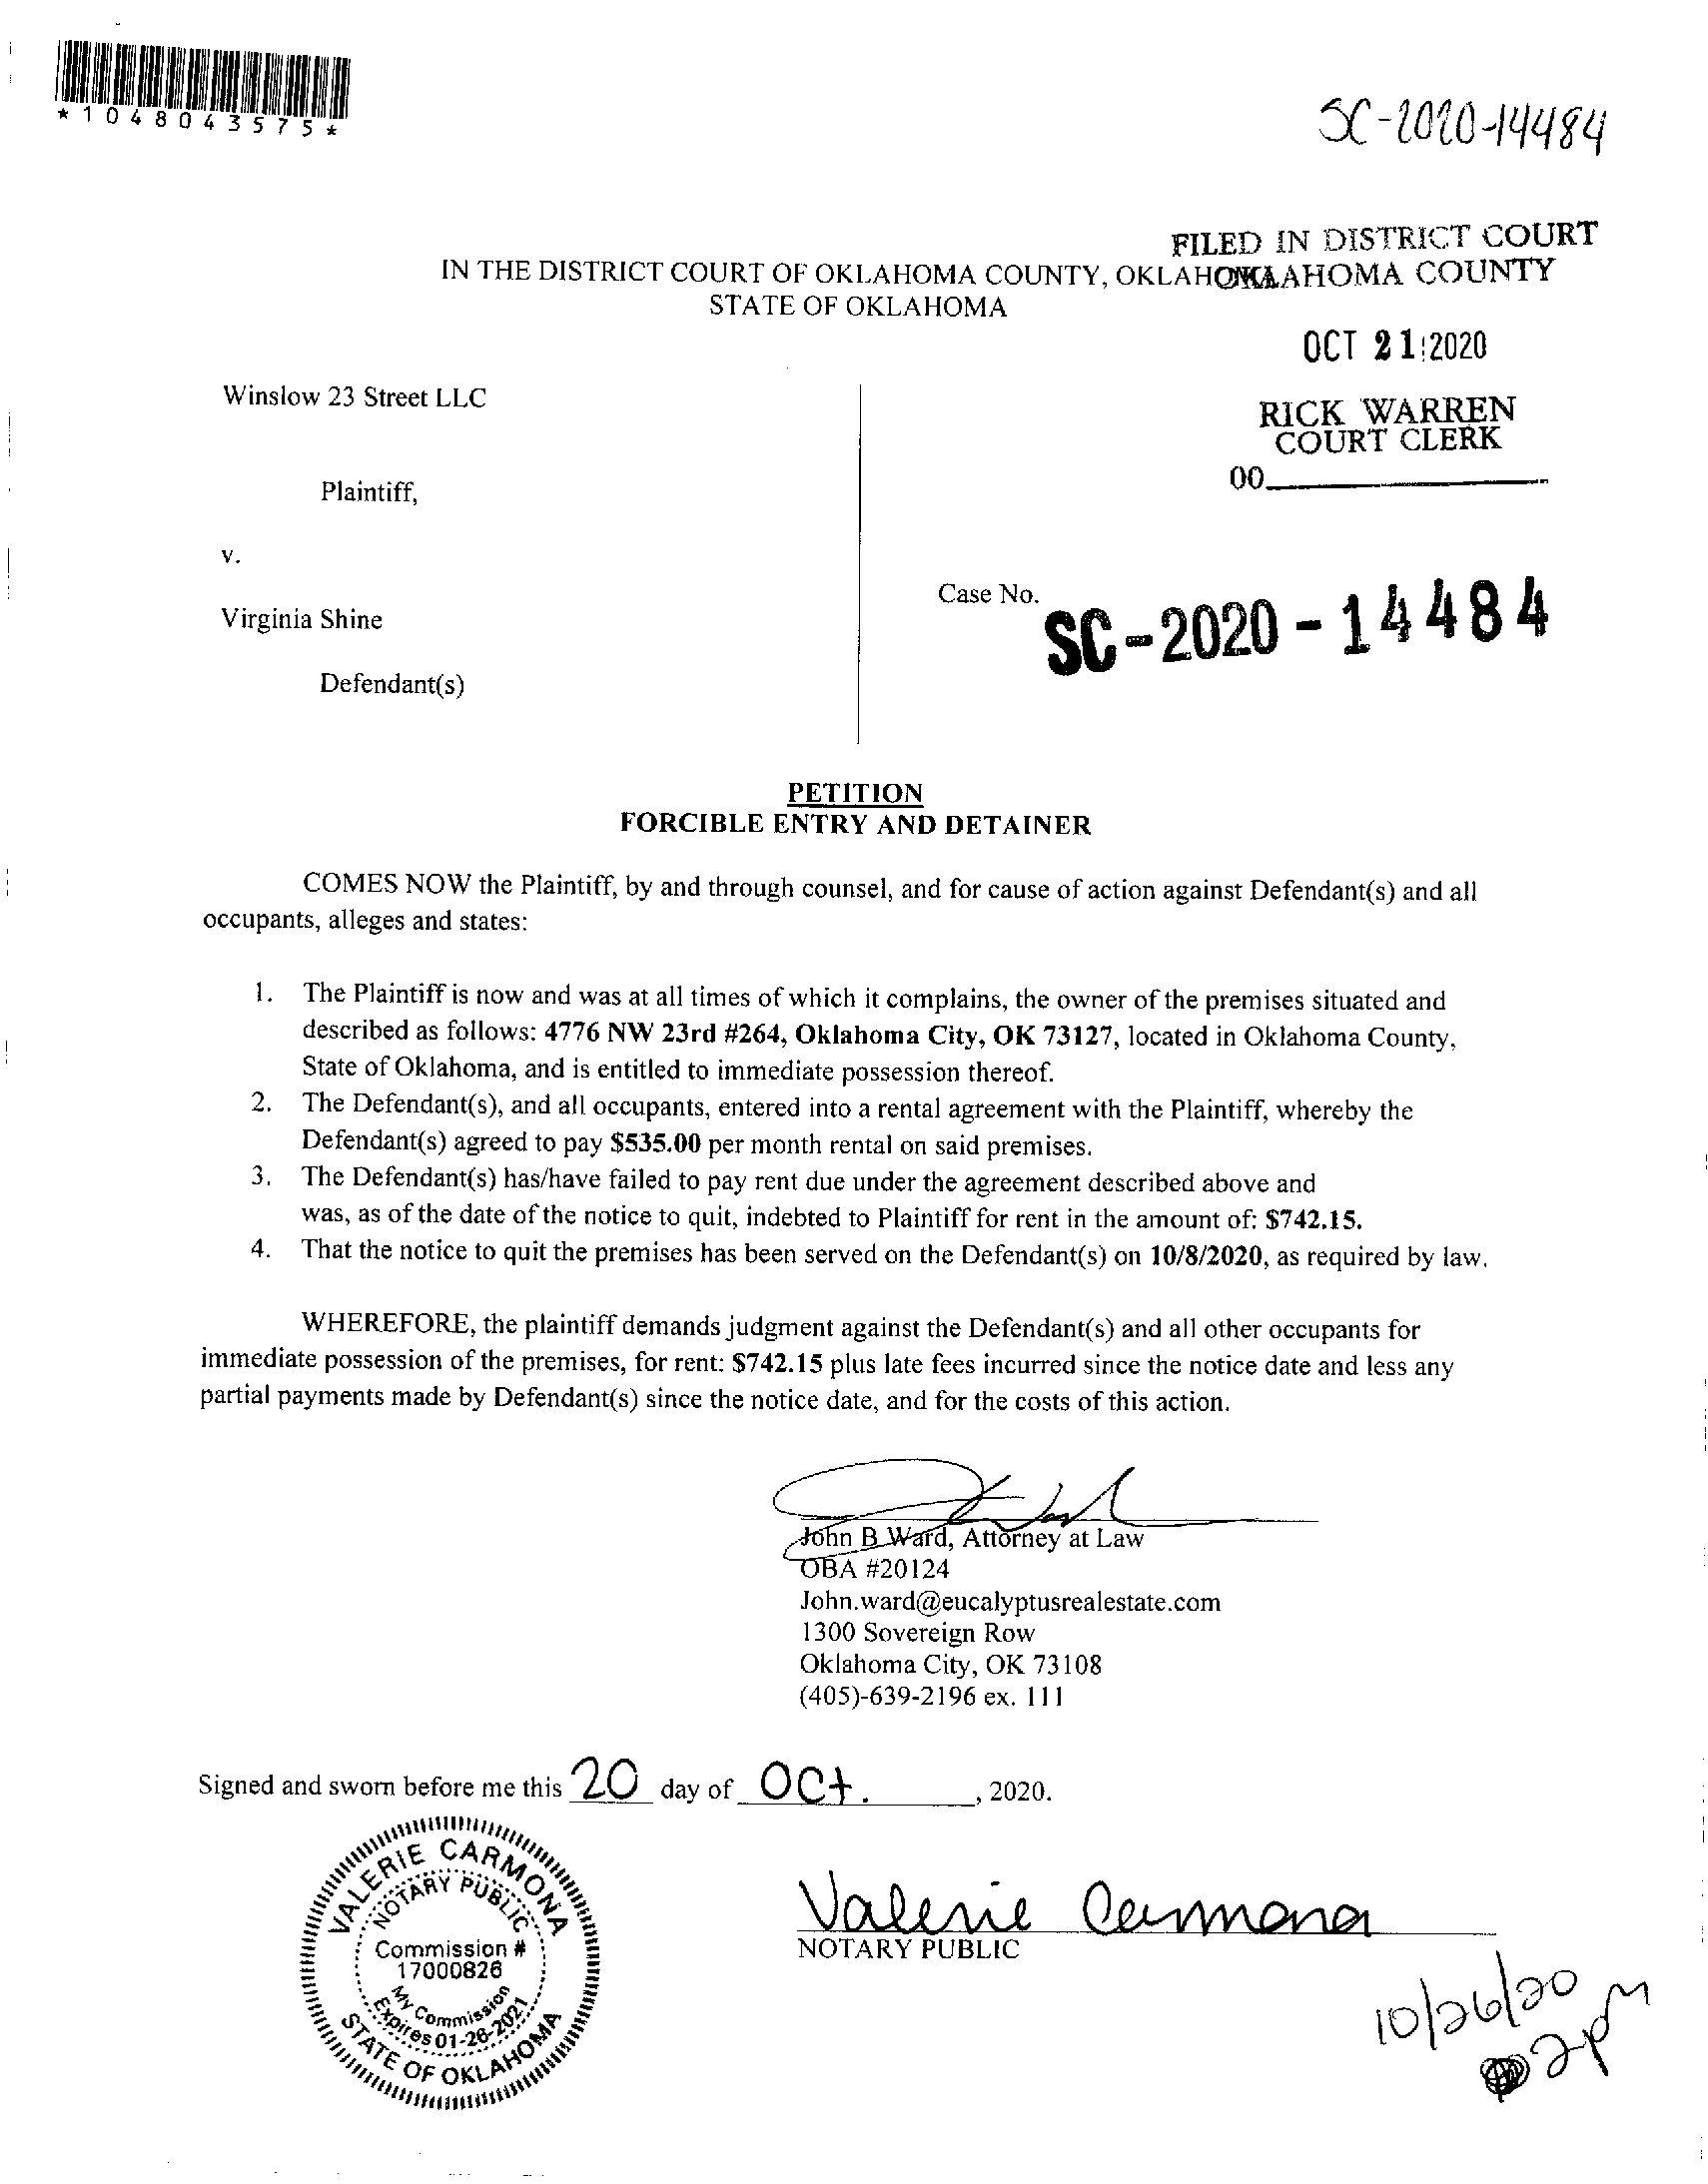 *1048043575*
SC-2020-14484
FILED IN DISTRICT COURT
OKLAHOMA COUNTY
IN THE DISTRICT COURT OF OKLAHOMA COUNTY, OKLAHOMA
STATE OF OKLAHOMA
OCT 21 2020
RICK WARREN
COURT CLERK
00
Winslow 23 Street LLC
Plaintiff,
v.
Case No.
SC-2020-14484
Virginia Shine
Defendant(s)
PETITION
FORCIBLE ENTRY AND DETAINER
COMES NOW the Plaintiff, by and through counsel, and for cause of action against Defendant(s) and all
occupants, alleges and states:
1. The Plaintiff is now and was at all times of which it complains, the owner of the premises situated and
described as follows: 4776 NW 23rd #264, Oklahoma City, OK 73127, located in Oklahoma County,
State of Oklahoma, and is entitled to immediate possession thereof.
2. The Defendant(s), and all occupants, entered into a rental agreement with the Plaintiff, whereby the
Defendant(s) agreed to pay $535.00 per month rental on said premises.
3. The Defendant(s) has/have failed to pay rent due under the agreement described above and
was, as of the date of the notice to quit, indebted to Plaintiff for rent in the amount of: $742.15.
4. That the notice to quit the premises has been served on the Defendant(s) on 10/8/2020, as required by law.
WHEREFORE, the plaintiff demands judgment against the Defendant(s) and all other occupants for
immediate possession of the premises, for rent: $742.15 plus late fees incurred since the notice date and less any
partial payments made by Defendant(s) since the notice date, and for the costs of this action.
John B Ward, Attorney at Law
OBA #20124
John.ward@eucalyptusrealestate.com
1300 Sovereign Row
Oklahoma City, OK 73108
(405)-639-2196 ex. 111
Signed and sworn before me this 20 day of Oct. , 2020.
VALERIE CARMONA
NOTARY PUBLIC
Commission #
17000826
My Commission
Expires 01-26-2021
STATE OF OKLAHOMA
Valerie Carmona
NOTARY PUBLIC
10/26/20
2pm